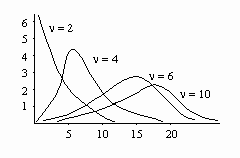 6
5
4
3
2
1
ν = 2
ν = 4
ν = 6
ν = 10
5 10 15 20